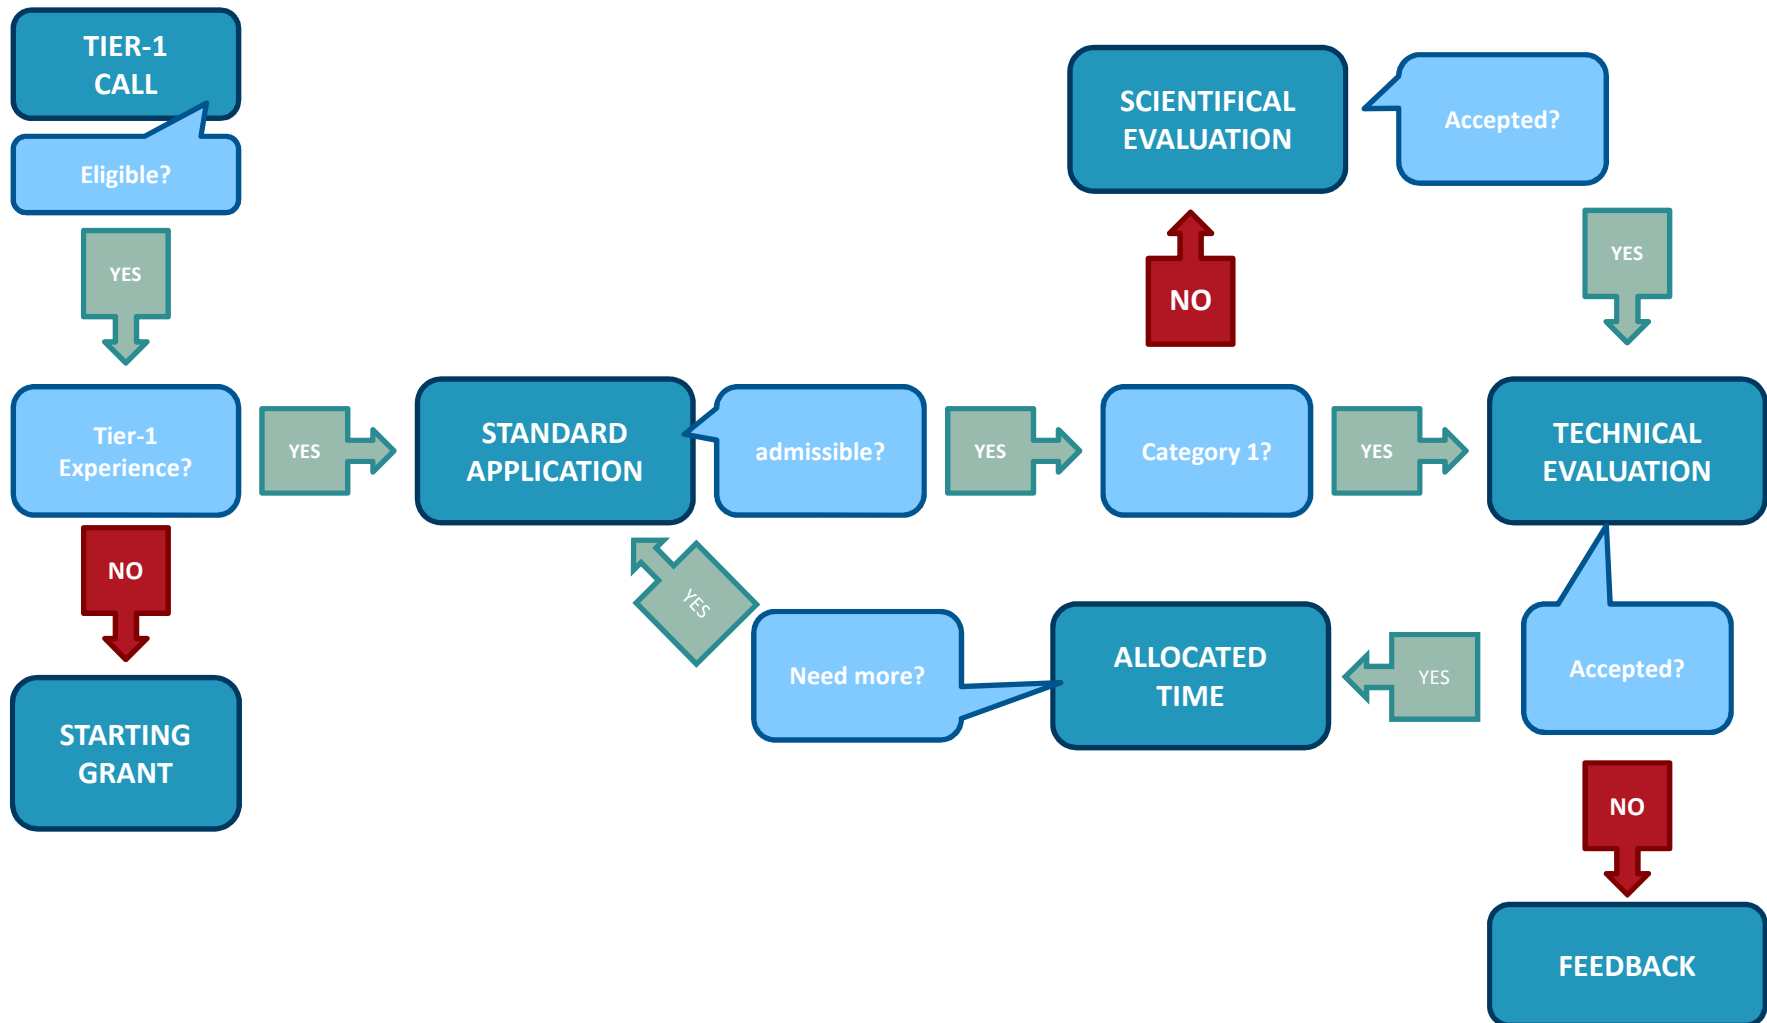 TIER-1
CALL
Eligible?
YES
Tier-1
Experience?
NO
STARTING
GRANT
YES
STANDARD
APPLICATION
admissible?
YES
Category 1?
NO
SCIENTIFICAL
EVALUATION
Accepted?
YES
YES
TECHNICAL
EVALUATION
Accepted?
YES
ALLOCATED
TIME
Need more?
YES
NO
FEEDBACK